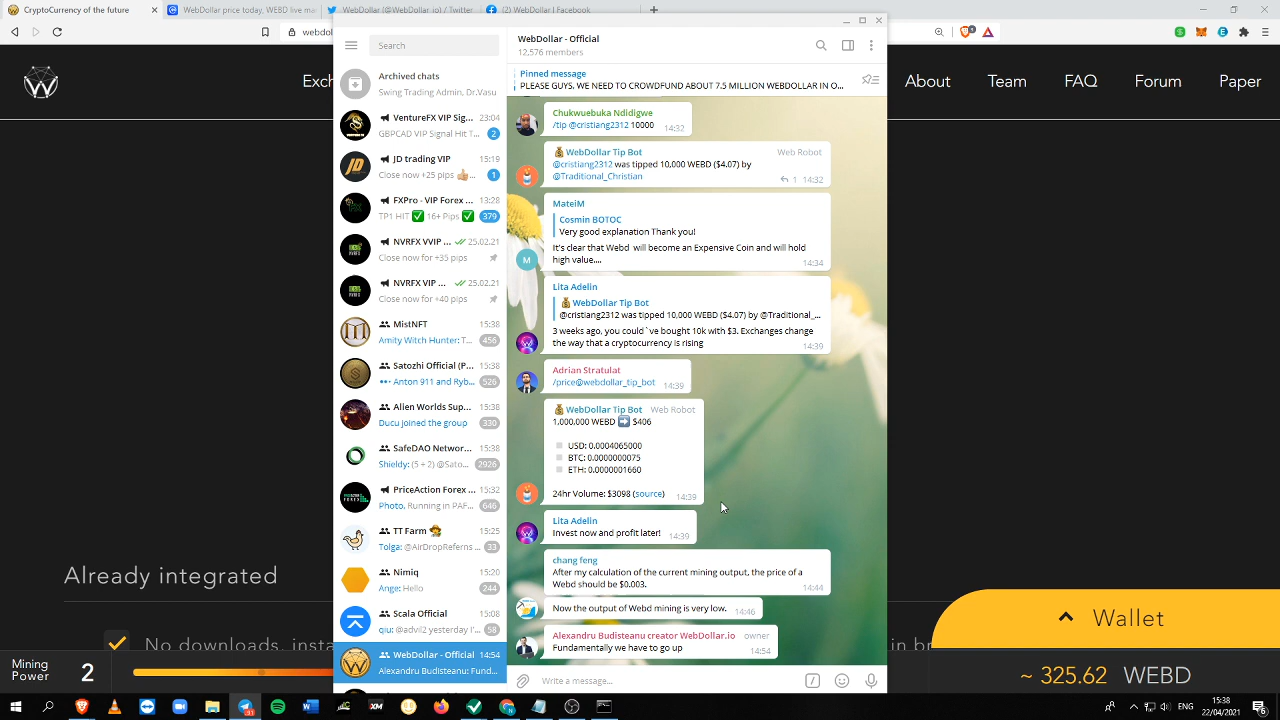 CryptoCurrency of the future
WebDollar price today, WEBD live ma
WebDollar (@webdollar_io) / Twitter
(2) WebDollar | Faceboo
webdol
Exc
About
Team
FAQ
Forum
Paper
Search
Archived chats
Swing Trading Admin, Dr.Vasu
VentureFX VIP Sig... 23:04
GBPCAD VIP Signal Hit T... 2
JD trading VIP 15:19
Close now +25 pips 👍🏼... 1
FXPro - VIP Forex ... 13:28
TP1 HIT ✅ 16+ Pips ✅ 379
NVRFX VVIP ... 25.02.21
Close now for +35 pips
NVRFX VIP ... 25.02.21
Close now for +40 pips
MistNFT 15:38
Amity Witch Hunter: T... 456
Satozhi Official (P... 15:38
Anton 911 and Ryb... 526
Alien Worlds Sup... 15:38
Ducu joined the group 330
SafeDAO Networ... 15:38
Shieldy: (5 ÷ 2) @Sato... 2926
PriceAction Forex ... 15:32
Photo, Running in PAF... 646
TT Farm 15:25
Tolga: @AirDropReferns ... 33
Nimiq 15:20
Ange: Hello 244
Scala Official 15:08
qiu: @advil2 yesterday I'... 58
WebDollar - Official 14:54
Alexandru Budisteanu: Fund...
WebDollar - Official
12,576 members
Pinned message
PLEASE GUYS, WE NEED TO CROWDFUND ABOUT 7.5 MILLION WEBDOLLAR IN O...
Chukwuebuka Ndidigwe
/tip @cristiang2312 10000 14:32
💰 WebDollar Tip Bot Web Robot
@cristiang2312 was tipped 10,000 WEBD ($4.07) by
@Traditional_Christian 1 14:32
MateiM
Cosmin BOTOC
Very good explanation Thank you!
It's clear that Webd will become an Expensive Coin and will hold
high value.... 14:34
M
Lita Adelin
💰 WebDollar Tip Bot
@cristiang2312 was tipped 10,000 WEBD ($4.07) by @Traditional_...
3 weeks ago, you could`ve bought 10k with $3. Exchanges change
the way that a cryptocurrency is rising 14:39
Adrian Stratulat
/price@webdollar_tip_bot 14:39
💰 WebDollar Tip Bot Web Robot
1,000,000 WEBD ➡️ $406
USD: 0.0004065000
BTC: 0.0000000075
ETH: 0.0000001660
24hr Volume: $3098 (source) 14:39
Lita Adelin
Invest now and profit later! 14:39
chang feng
After my calculation of the current mining output, the price of a
Webd should be $0.003. 14:44
Now the output of Webd mining is very low. 14:46
Alexandru Budisteanu creator WebDollar.io owner
Fundamentally we have to go up 14:54
Write a message...
Already integrated
No downloads, insta
in br
Mining
Power
2
Wallet
~ 325.62 WEBD
ENG
15:38
22/04/2021